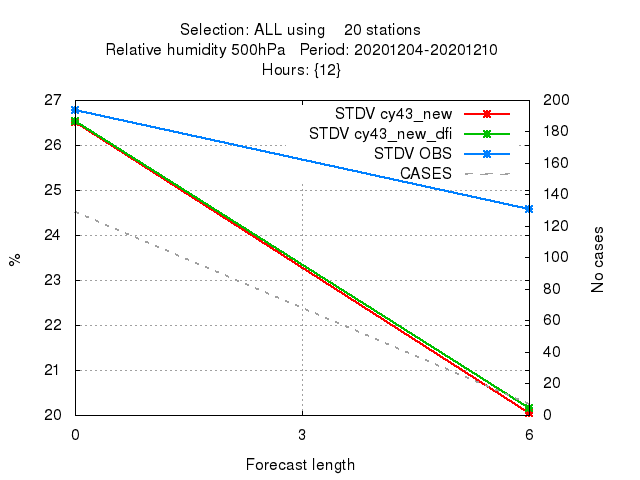 Selection: ALL using 20 stations
Relative humidity 500hPa Period: 20201204-20201210
Hours: {12}
27 200
STDV cy43_new
180
STDV cy43_new_dfi
26
STDV OBS
160
CASES
25 140
120
24
100
% No cases
23 80
22 60
40
21
20
20 0
0 3 6
Forecast length